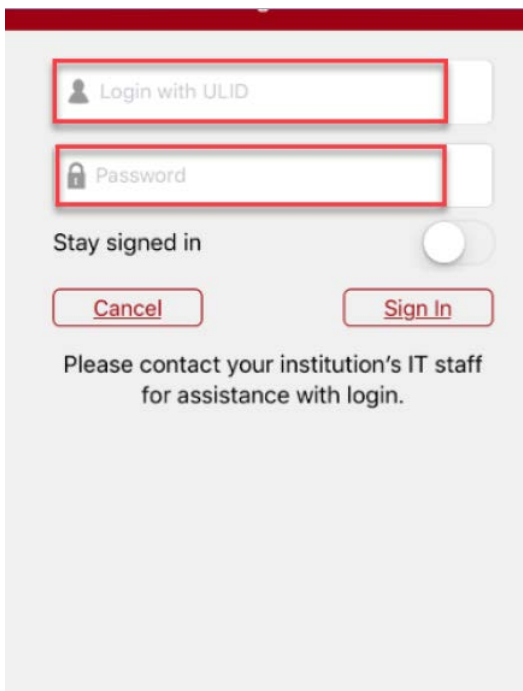 Login with ULID
Password
Stay signed in
Cancel
Sign In
Please contact your institution's IT staff
for assistance with login.